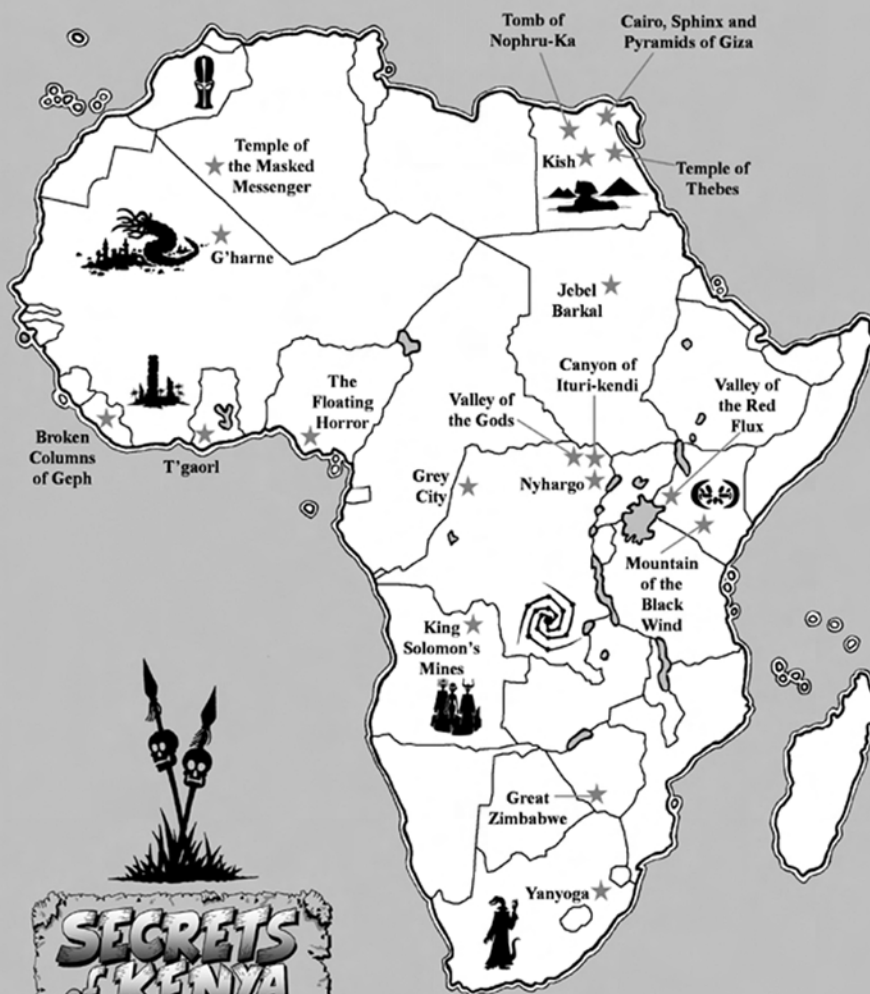 Tomb of
Nophru-Ka
Cairo, Sphinx and
Pyramids of Giza
Temple of
the Masked
Messenger
Kish
Temple of
Thebes
G'harne
Jebel
Barkal
The
Floating
Horror
Valley of
the Gods
Canyon of
Ituri-kendi
Valley of
the Red
Flux
Broken
Columns
of Geph
T'gaorl
Grey
City
Nyhargo
Mountain
of the
Black
Wind
King
Solomon's
Mines
Great
Zimbabwe
Yanyoga
SECRETS
of KENYA